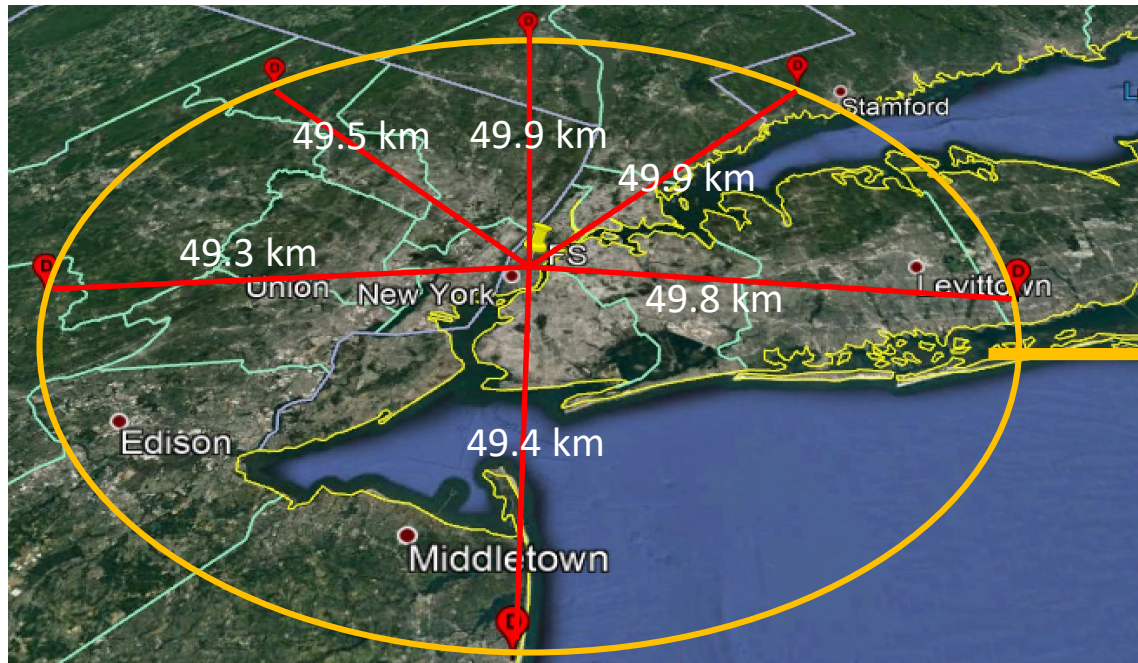 D
D
D
Stamford
L
49.5 km
49.9 km
49.9 km
FS
49.3 km
D
Union
New York
Levittown
D
49.8 km
Edison
49.4 km
Middletown
D